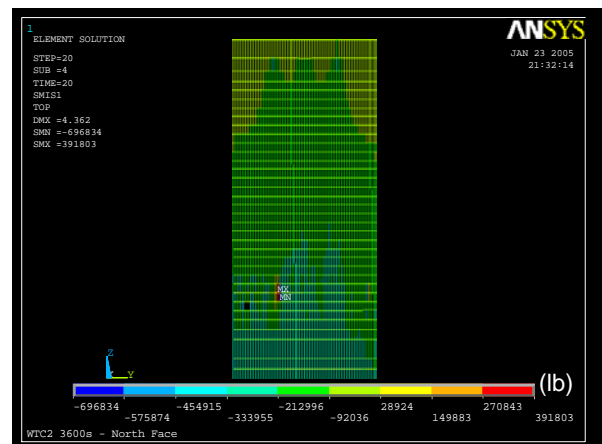 1
ELEMENT SOLUTION
STEP=20
SUB =4
TIME=20
SMIS1
TOP
DMX =4.362
SMN =-696834
SMX =391803
ANSYS
JAN 23 2005
21:32:14
MX
MN
Z
Y
(lb)
-696834 -454915 -212996 28924 270843
-575874 -333955 -92036 149883 391803
WTC2 3600s - North Face